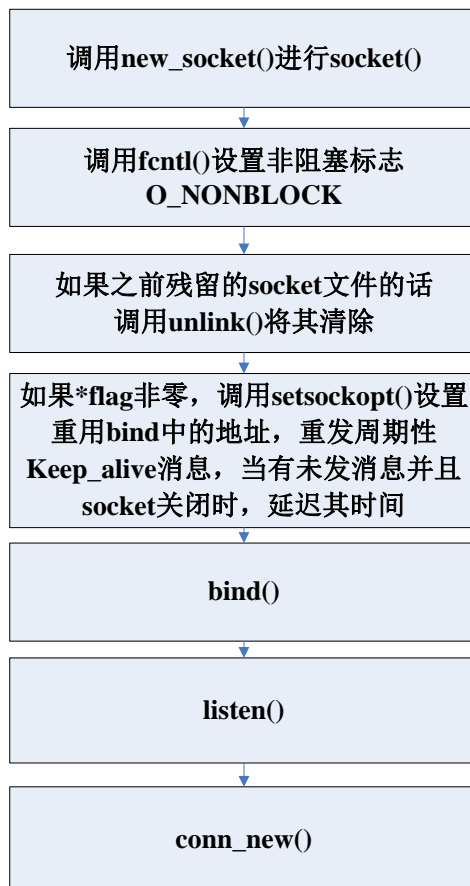 调用new_socket()进行socket()
调用fcntl()设置非阻塞标志
O_NONBLOCK
如果之前残留的socket文件的话
调用unlink()将其清除
如果*flag非零，调用setsockopt()设置
重用bind中的地址，重发周期性
Keep_alive消息，当有未发消息并且
socket关闭时，延迟其时间
bind()
listen()
conn_new()